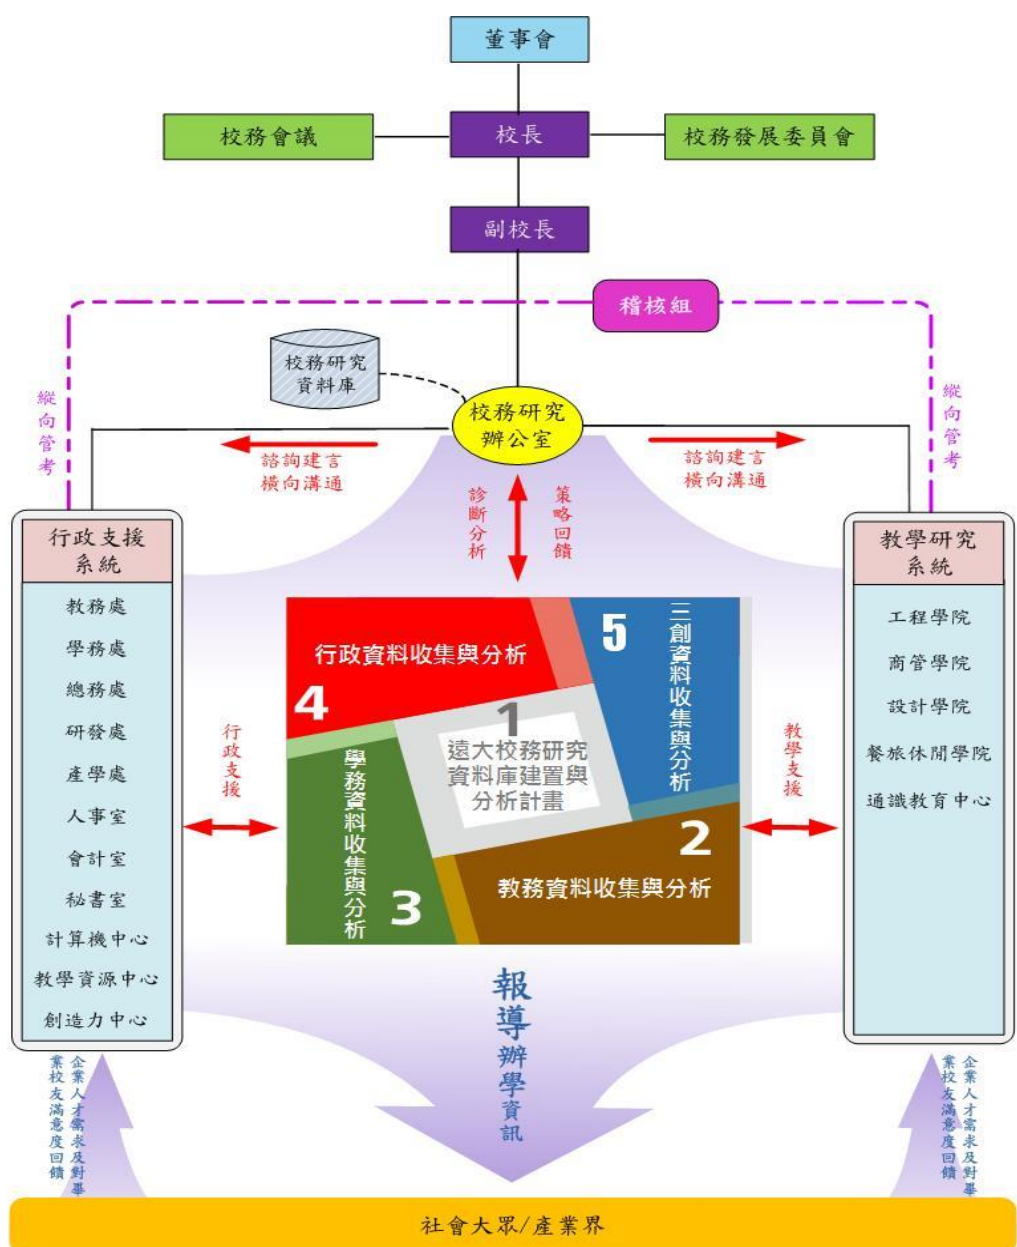 董事會
校務會議
校長
校務發展委員會
副校長
稽核組
校務研究
資料庫
校務研究
辦公室
縱向管考
縱向管考
諮詢建言
橫向溝通
諮詢建言
橫向溝通
診斷分析
策略回饋
行政支援
系統
教務處
學務處
總務處
研發處
產學處
人事室
會計室
秘書室
計算機中心
教學資源中心
創造力中心
教學研究
系統
工程學院
商管學院
設計學院
餐旅休閒學院
通識教育中心
行政支援
教學支援
行政資料收集與分析
4
5
三創資料收集與分析
1
遠大校務研究
資料庫建置與
分析計畫
學務資料收集與分析
3
2
教務資料收集與分析
報導辦學資訊
企業人才需求及對畢
業校友滿意度回饋
企業人才需求及對畢
業校友滿意度回饋
社會大眾/產業界